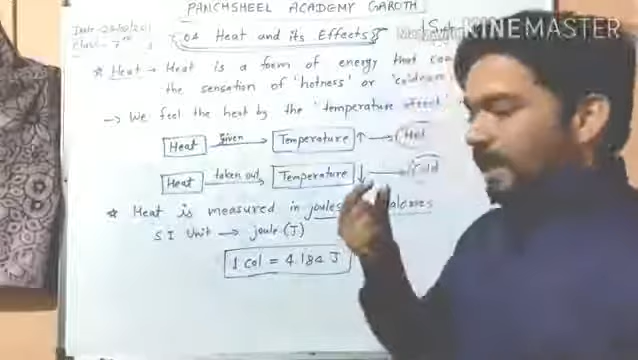 PANCHSHEEL ACADEMY GAROTH
Class - 7th
04 Heat and its Effects
KINEMASTER
* Heat → Heat is a form of energy that
the sensation of 'hotness' or
→ We feel the heat by the 'temperature effect'
Heat given → Temperature ↑ → Hot
Heat taken out → Temperature ↓ → Cold
* Heat is measured in joules
S I Unit → joule (J)
1 Cal = 4.184 J